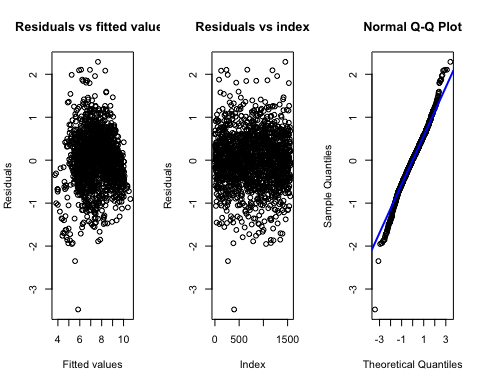 Residuals vs fitted value
Residuals
2
1
0
-1
-2
-3
4 6 8 10
Fitted values
Residuals vs index
Residuals
2
1
0
-1
-2
-3
0 500 1500
Index
Normal Q-Q Plot
Sample Quantiles
2
1
0
-1
-2
-3
-3 -1 1 3
Theoretical Quantiles